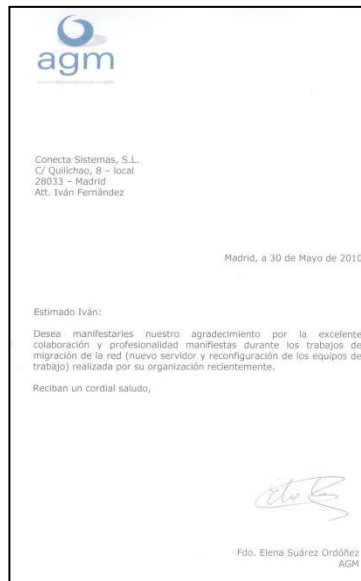 agm
Conecta Sistemas, S.L.
C/ Quilichao, 8 – local
28033 – Madrid
Att. Iván Fernández
Madrid, a 30 de Mayo de 2010
Estimado Iván:
Desea manifestarles nuestro agradecimiento por la excelente
colaboración y profesionalidad manifiestas durante los trabajos de
migración de la red (nuevo servidor y reconfiguración de los equipos de
trabajo) realizada por su organización recientemente.
Reciban un cordial saludo,
Fdo. Elena Suárez Ordóñez
AGM